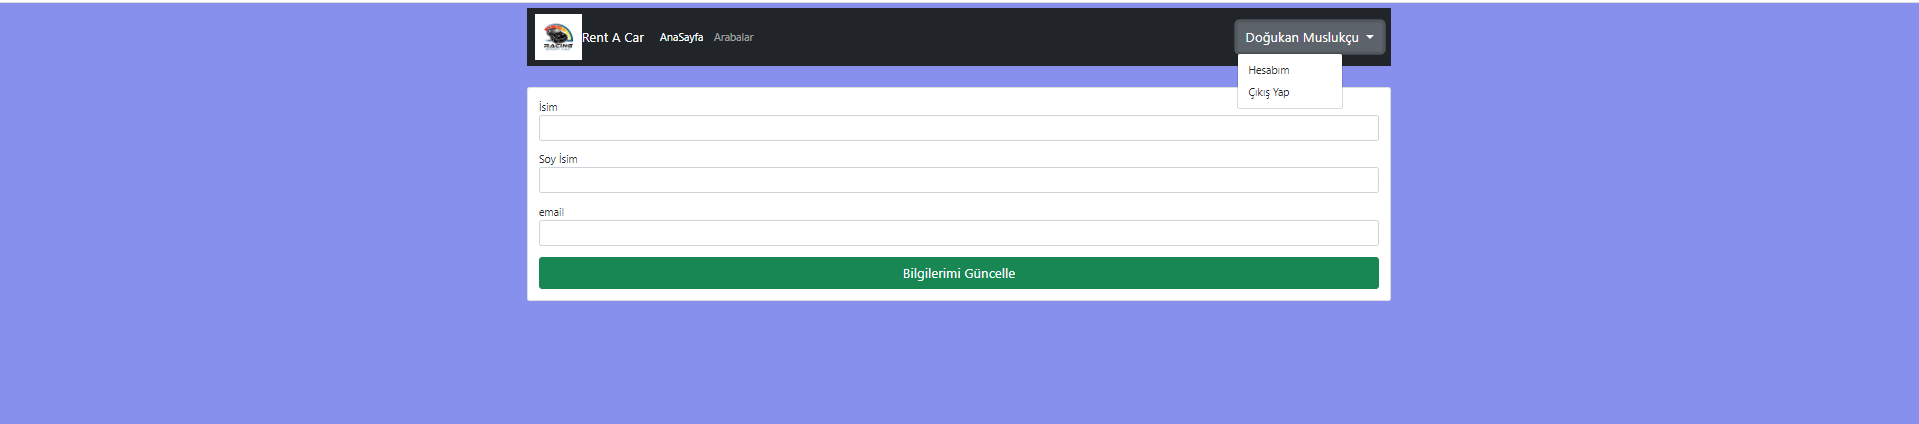 RACING
Rent A Car
AnaSayfa
Arabalar
Doğukan Muslukçu
Hesabım
Çıkış Yap
İsim
Soy İsim
email
Bilgilerimi Güncelle